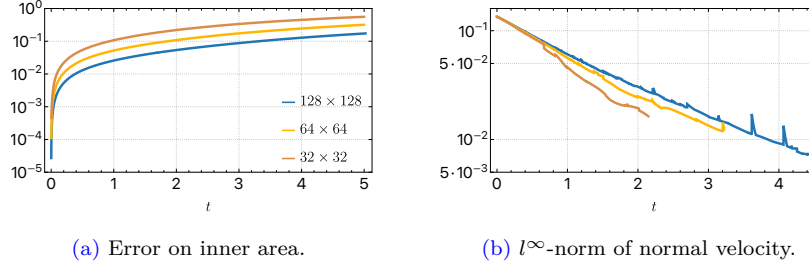 10⁰
10⁻¹
10⁻²
10⁻³
10⁻⁴
10⁻⁵
128 × 128
64 × 64
32 × 32
0 1 2 3 4 5
t
(a) Error on inner area.
10⁻¹
5·10⁻²
10⁻²
5·10⁻³
0 1 2 3 4
t
(b) l∞-norm of normal velocity.